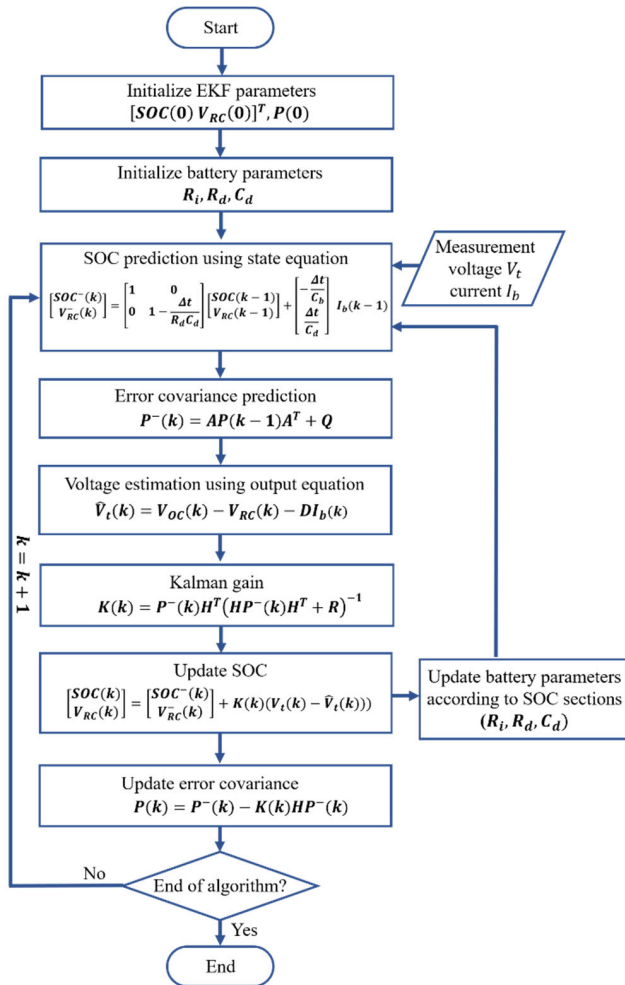 Start
Initialize EKF parameters
[SOC(0) V_RC(0)]^T, P(0)
Initialize battery parameters
R_i, R_d, C_d
SOC prediction using state equation
[SOC^-(k) V_RC^-(k)] = [1 0 0 1 − Δt/(R_d C_d)] [SOC(k−1) V_RC(k−1)] + [−Δt/C_b Δt/C_d] I_b(k−1)
Measurement
voltage V_t
current I_b
Error covariance prediction
P^-(k) = AP(k−1)A^T + Q
Voltage estimation using output equation
V̂_t(k) = V_OC(k) − V_RC(k) − DI_b(k)
k = k + 1
Kalman gain
K(k) = P^-(k)H^T(HP^-(k)H^T + R)^−1
Update SOC
[SOC(k) V_RC(k)] = [SOC^-(k) V_RC^-(k)] + K(k)(V_t(k) − V̂_t(k)))
Update battery parameters
according to SOC sections
(R_i, R_d, C_d)
Update error covariance
P(k) = P^-(k) − K(k)HP^-(k)
No
End of algorithm?
Yes
End